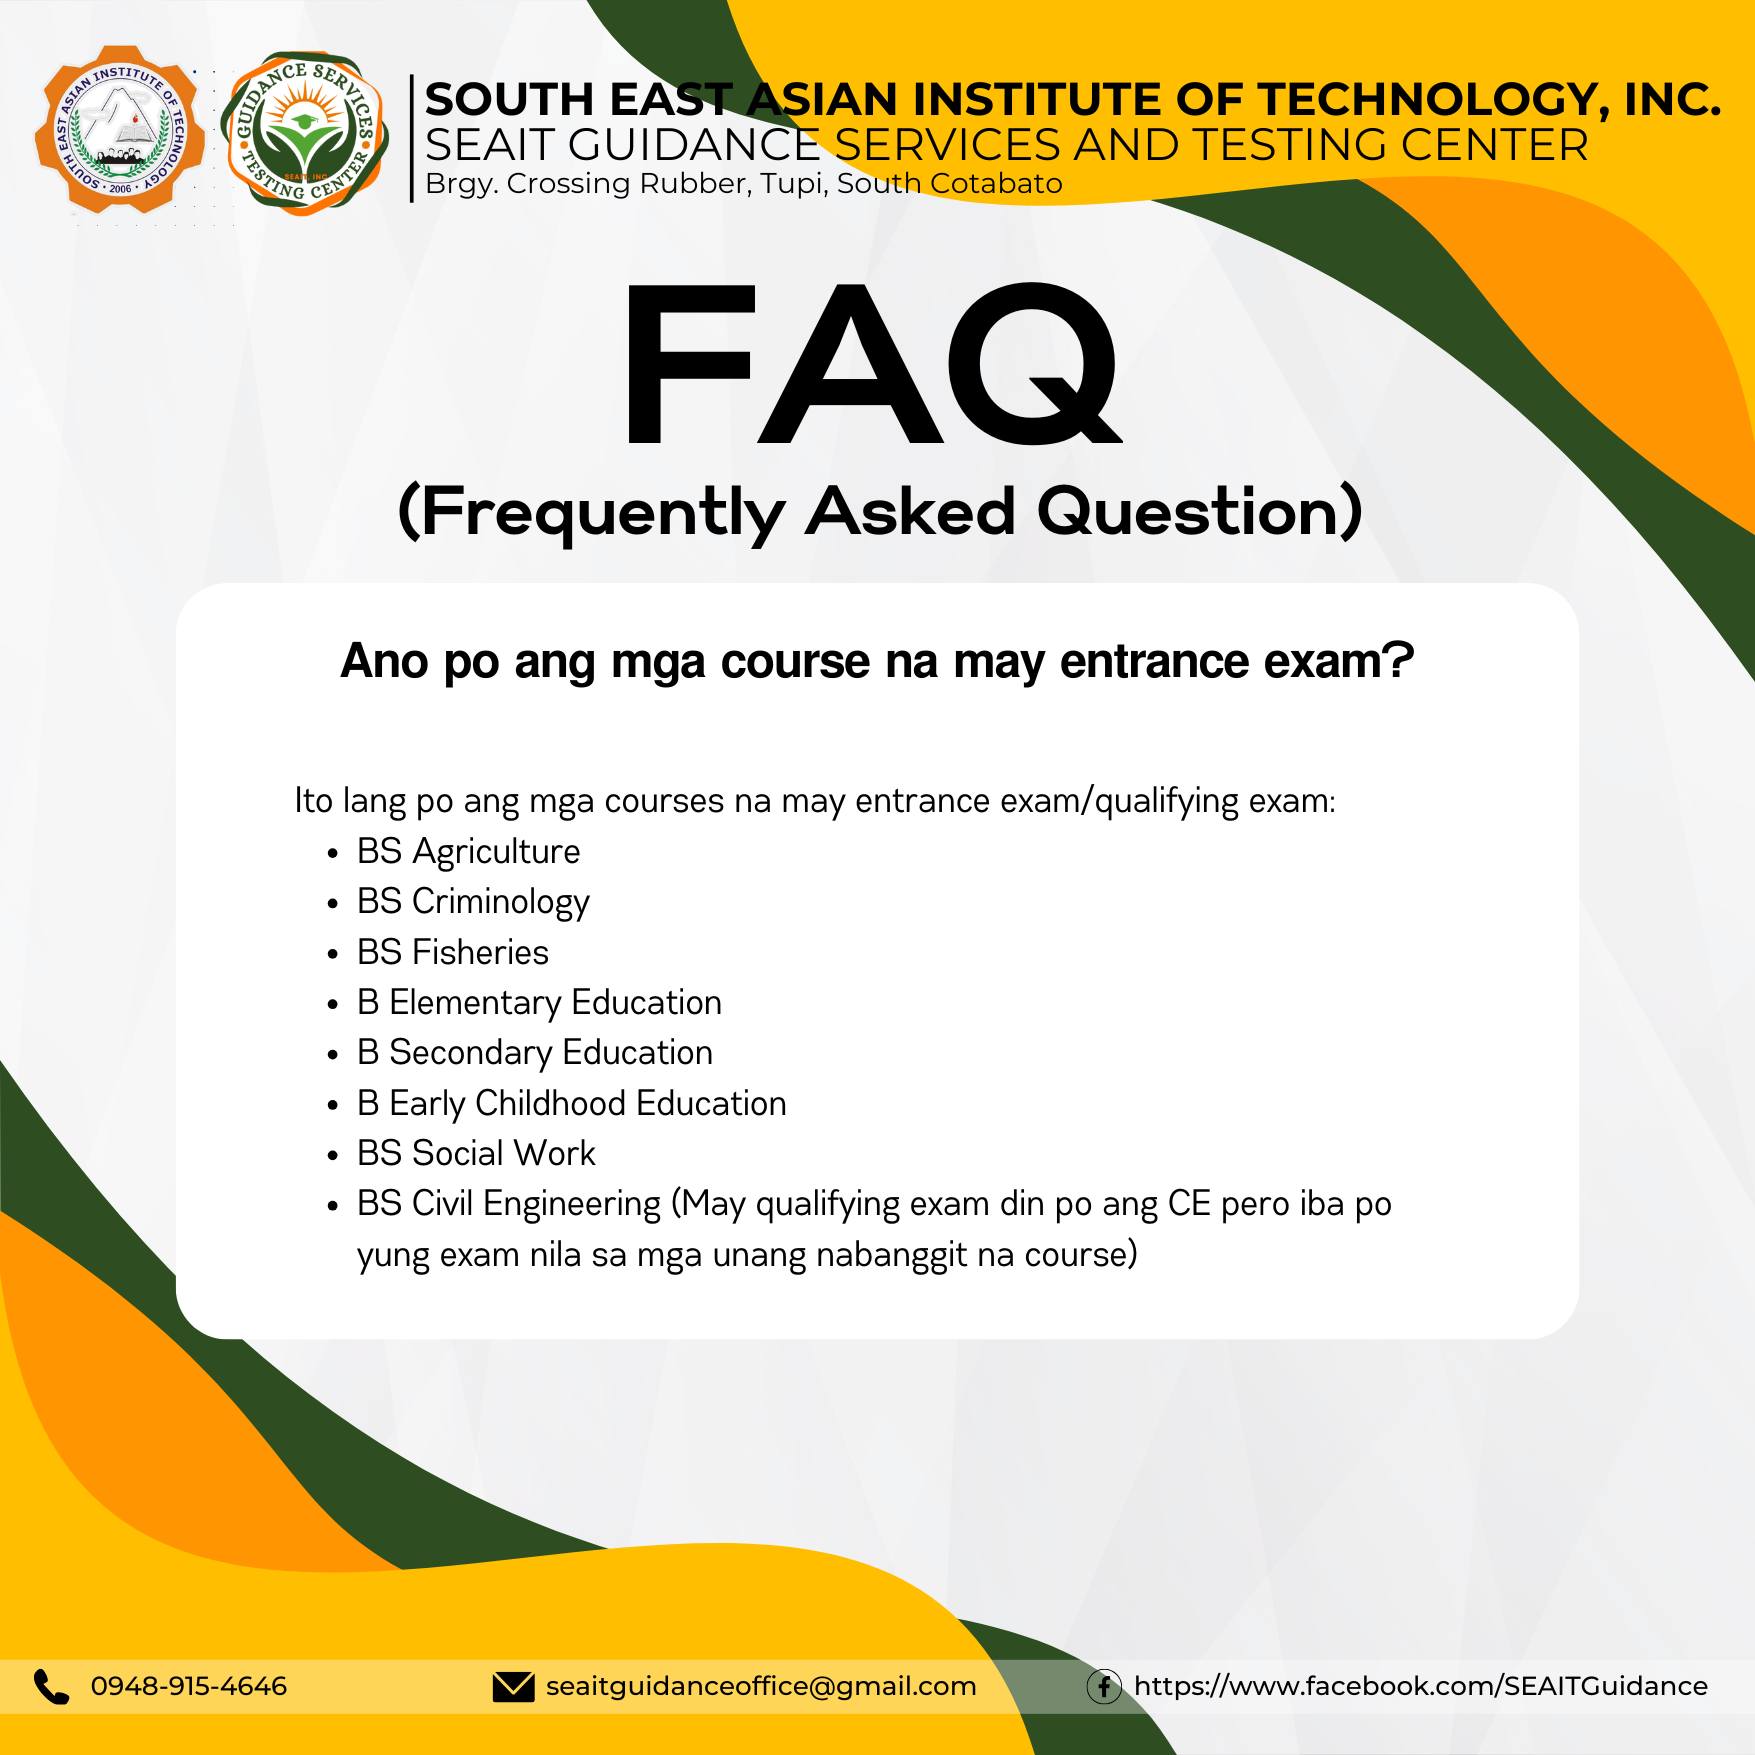 SOUTH EAST ASIAN INSTITUTE OF TECHNOLOGY
• 2006 •
GUIDANCE SERVICES
SEAIT, INC.
• TESTING CENTER •
SOUTH EAST ASIAN INSTITUTE OF TECHNOLOGY, INC.
SEAIT GUIDANCE SERVICES AND TESTING CENTER
Brgy. Crossing Rubber, Tupi, South Cotabato
FAQ
(Frequently Asked Question)
Ano po ang mga course na may entrance exam?
Ito lang po ang mga courses na may entrance exam/qualifying exam:
• BS Agriculture
• BS Criminology
• BS Fisheries
• B Elementary Education
• B Secondary Education
• B Early Childhood Education
• BS Social Work
• BS Civil Engineering (May qualifying exam din po ang CE pero iba po
yung exam nila sa mga unang nabanggit na course)
0948-915-4646
seaitguidanceoffice@gmail.com
https://www.facebook.com/SEAITGuidance